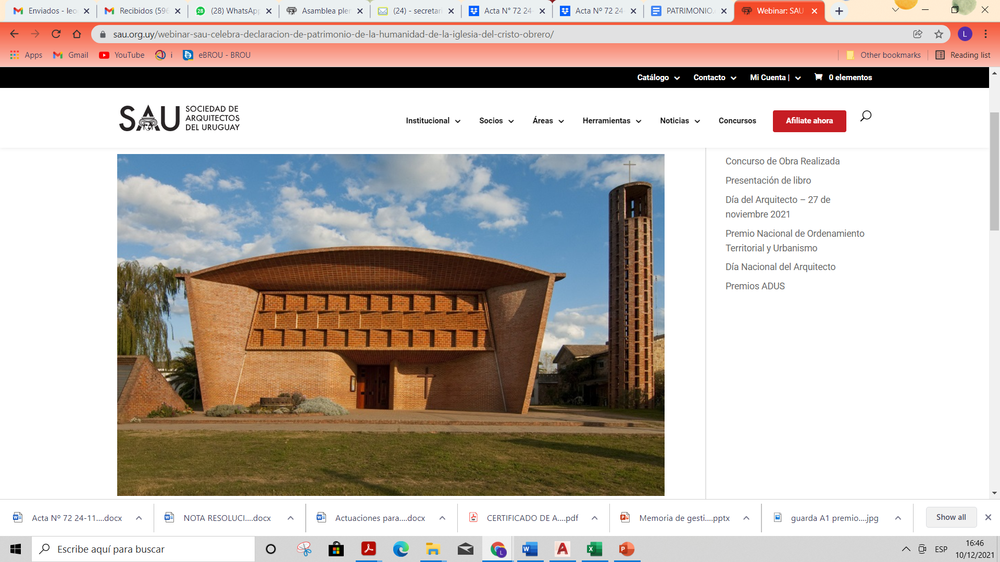 Enviados - leo
Recibidos (596
(28) WhatsApp
Asamblea plen
(24) - secretari
Acta N° 72 24-
Acta Nº 72 24
PATRIMONIO.
Webinar: SAU
sau.org.uy/webinar-sau-celebra-declaracion-de-patrimonio-de-la-humanidad-de-la-iglesia-del-cristo-obrero/
L
Apps
Gmail
YouTube
i
eBROU - BROU
Other bookmarks
Reading list
Catálogo
Contacto
Mi Cuenta |
0 elementos
SAU
SOCIEDAD DE
ARQUITECTOS
DEL URUGUAY
Institucional
Socios
Áreas
Herramientas
Noticias
Concursos
Afiliate ahora
Concurso de Obra Realizada
Presentación de libro
Día del Arquitecto – 27 de
noviembre 2021
Premio Nacional de Ordenamiento
Territorial y Urbanismo
Día Nacional del Arquitecto
Premios ADUS
Acta Nº 72 24-11....docx
NOTA RESOLUCI....docx
Actuaciones para....docx
CERTIFICADO DE A....pdf
Memoria de gesti....pptx
guarda A1 premio....jpg
Show all
Escribe aquí para buscar
ESP
16:46
10/12/2021